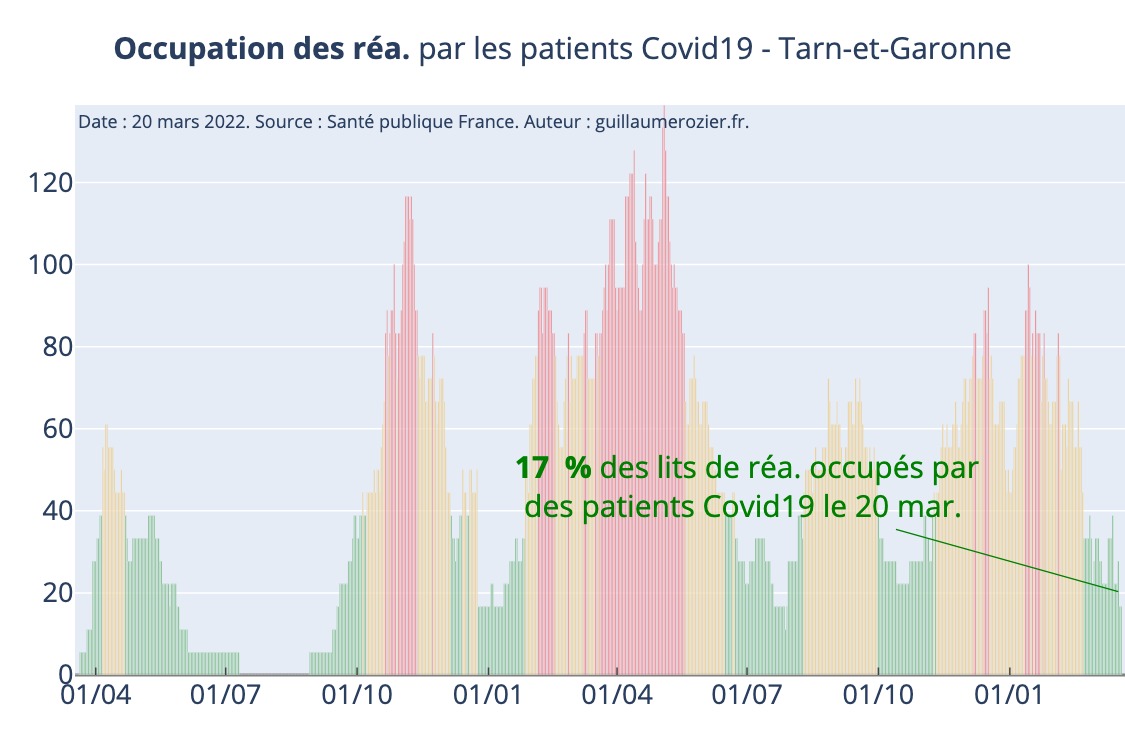 Occupation des réa. par les patients Covid19 - Tarn-et-Garonne
Date : 20 mars 2022. Source : Santé publique France. Auteur : guillaumerozier.fr.
120
100
80
60
17 % des lits de réa. occupés par
des patients Covid19 le 20 mar.
40
20
0
01/04 01/07 01/10 01/01 01/04 01/07 01/10 01/01